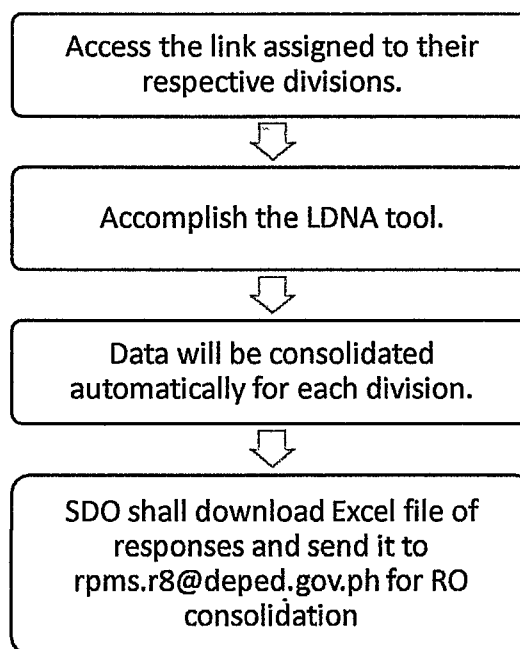 Access the link assigned to their
respective divisions.
Accomplish the LDNA tool.
Data will be consolidated
automatically for each division.
SDO shall download Excel file of
responses and send it to
rpms.r8@deped.gov.ph for RO
consolidation